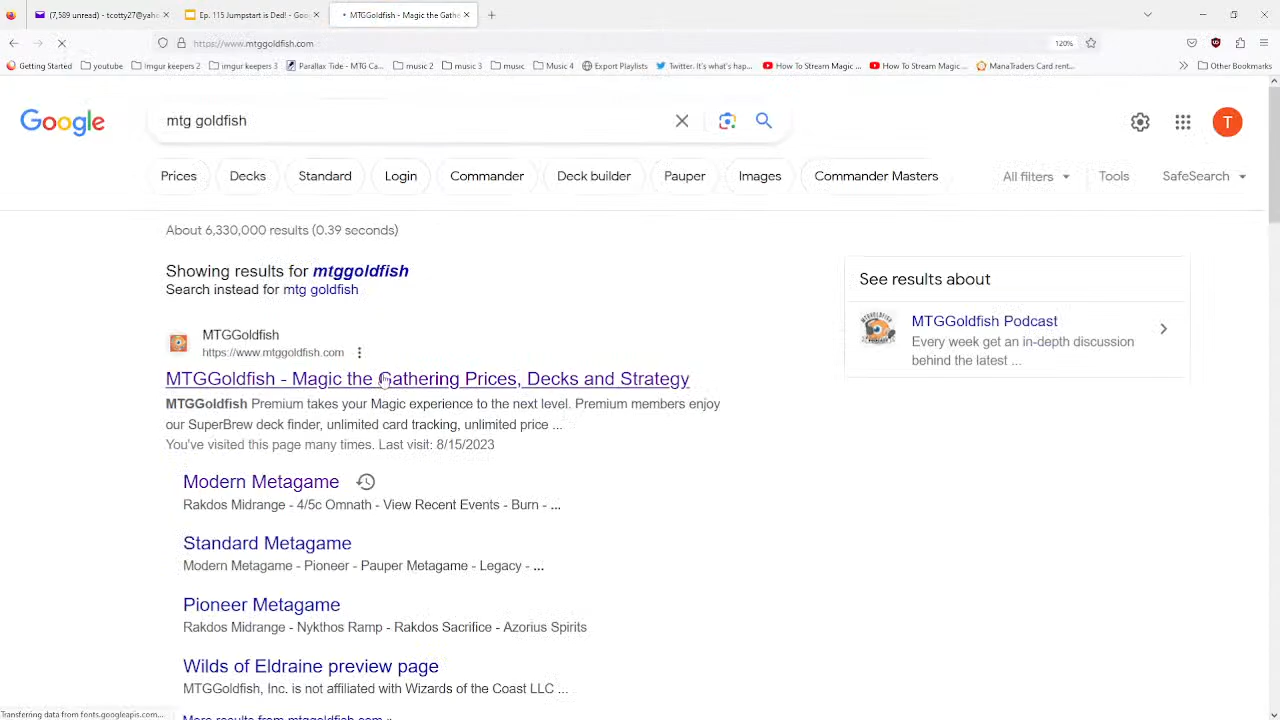 (7,589 unread) - tcotty27@yah
Ep. 115 Jumpstart is Ded! - Goo
MTGGoldfish - Magic: the Gathe
https://www.mtggoldfish.com
120%
Getting Started
youtube
Imgur keepers 2
imgur keepers 3
Parallax Tide - MTG Ca...
music 2
music 3
music
Music 4
Export Playlists
Twitter. It's what's hap...
How To Stream Magic ...
How To Stream Magic...
ManaTraders Card rent...
Other Bookmarks
Google
mtg goldfish
T
Prices
Decks
Standard
Login
Commander
Deck builder
Pauper
Images
Commander Masters
All filters
Tools
SafeSearch
About 6,330,000 results (0.39 seconds)
Showing results for mtggoldfish
Search instead for mtg goldfish
See results about
MTGGoldfish Podcast
Every week get an in-depth discussion
behind the latest ...
MTGGoldfish
https://www.mtggoldfish.com
MTGGoldfish - Magic the Gathering Prices, Decks and Strategy
MTGGoldfish Premium takes your Magic experience to the next level. Premium members enjoy
our SuperBrew deck finder, unlimited card tracking, unlimited price ...
You've visited this page many times. Last visit: 8/15/2023
Modern Metagame
Rakdos Midrange - 4/5c Omnath - View Recent Events - Burn - ...
Standard Metagame
Modern Metagame - Pioneer - Pauper Metagame - Legacy - ...
Pioneer Metagame
Rakdos Midrange - Nykthos Ramp - Rakdos Sacrifice - Azorius Spirits
Wilds of Eldraine preview page
MTGGoldfish, Inc. is not affiliated with Wizards of the Coast LLC ...
More results from mtggoldfish.com »
Transferring data from fonts.googleapis.com...